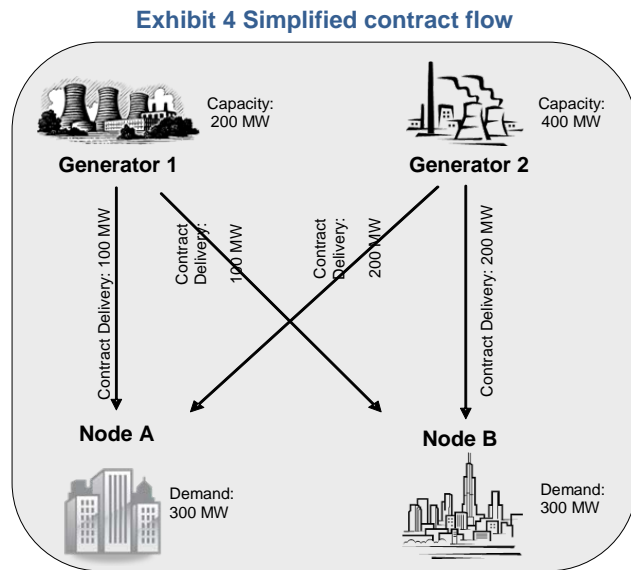 Exhibit 4 Simplified contract flow
Capacity:
200 MW
Capacity:
400 MW
Generator 1
Generator 2
Contract Delivery: 100 MW
Contract
Delivery:
100 MW
Contract
Delivery:
200 MW
Contract Delivery: 200 MW
Node A
Node B
Demand:
300 MW
Demand:
300 MW